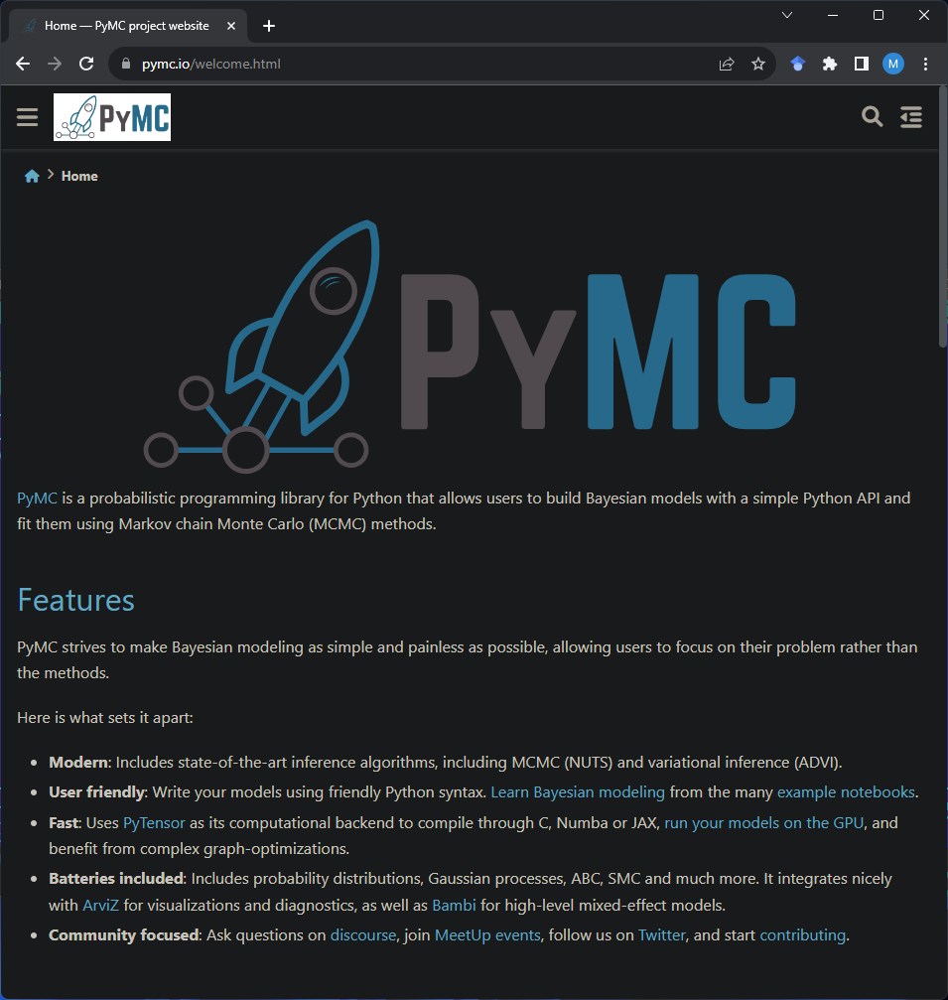 Home — PyMC project website
pymc.io/welcome.html
M
PyMC
Home
PyMC
PyMC is a probabilistic programming library for Python that allows users to build Bayesian models with a simple Python API and
fit them using Markov chain Monte Carlo (MCMC) methods.
Features
PyMC strives to make Bayesian modeling as simple and painless as possible, allowing users to focus on their problem rather than
the methods.
Here is what sets it apart:
• Modern: Includes state-of-the-art inference algorithms, including MCMC (NUTS) and variational inference (ADVI).
• User friendly: Write your models using friendly Python syntax. Learn Bayesian modeling from the many example notebooks.
• Fast: Uses PyTensor as its computational backend to compile through C, Numba or JAX, run your models on the GPU, and
benefit from complex graph-optimizations.
• Batteries included: Includes probability distributions, Gaussian processes, ABC, SMC and much more. It integrates nicely
with ArviZ for visualizations and diagnostics, as well as Bambi for high-level mixed-effect models.
• Community focused: Ask questions on discourse, join MeetUp events, follow us on Twitter, and start contributing.